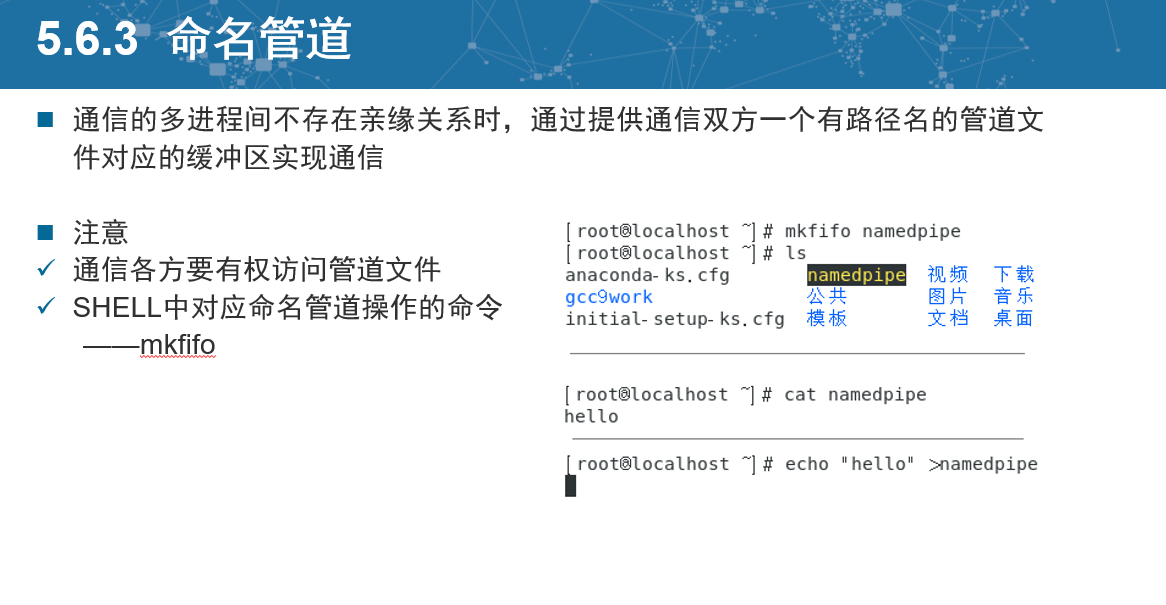 5.6.3 命名管道
通信的多进程间不存在亲缘关系时，通过提供通信双方一个有路径名的管道文
件对应的缓冲区实现通信
注意
通信各方要有权访问管道文件
SHELL中对应命名管道操作的命令
——mkfifo
[root@localhost ~]# mkfifo namedpipe
[root@localhost ~]# ls
anaconda-ks.cfg namedpipe 视频 下载
gcc9work 公共 图片 音乐
initial-setup-ks.cfg 模板 文档 桌面
[root@localhost ~]# cat namedpipe
hello
[root@localhost ~]# echo "hello" >namedpipe